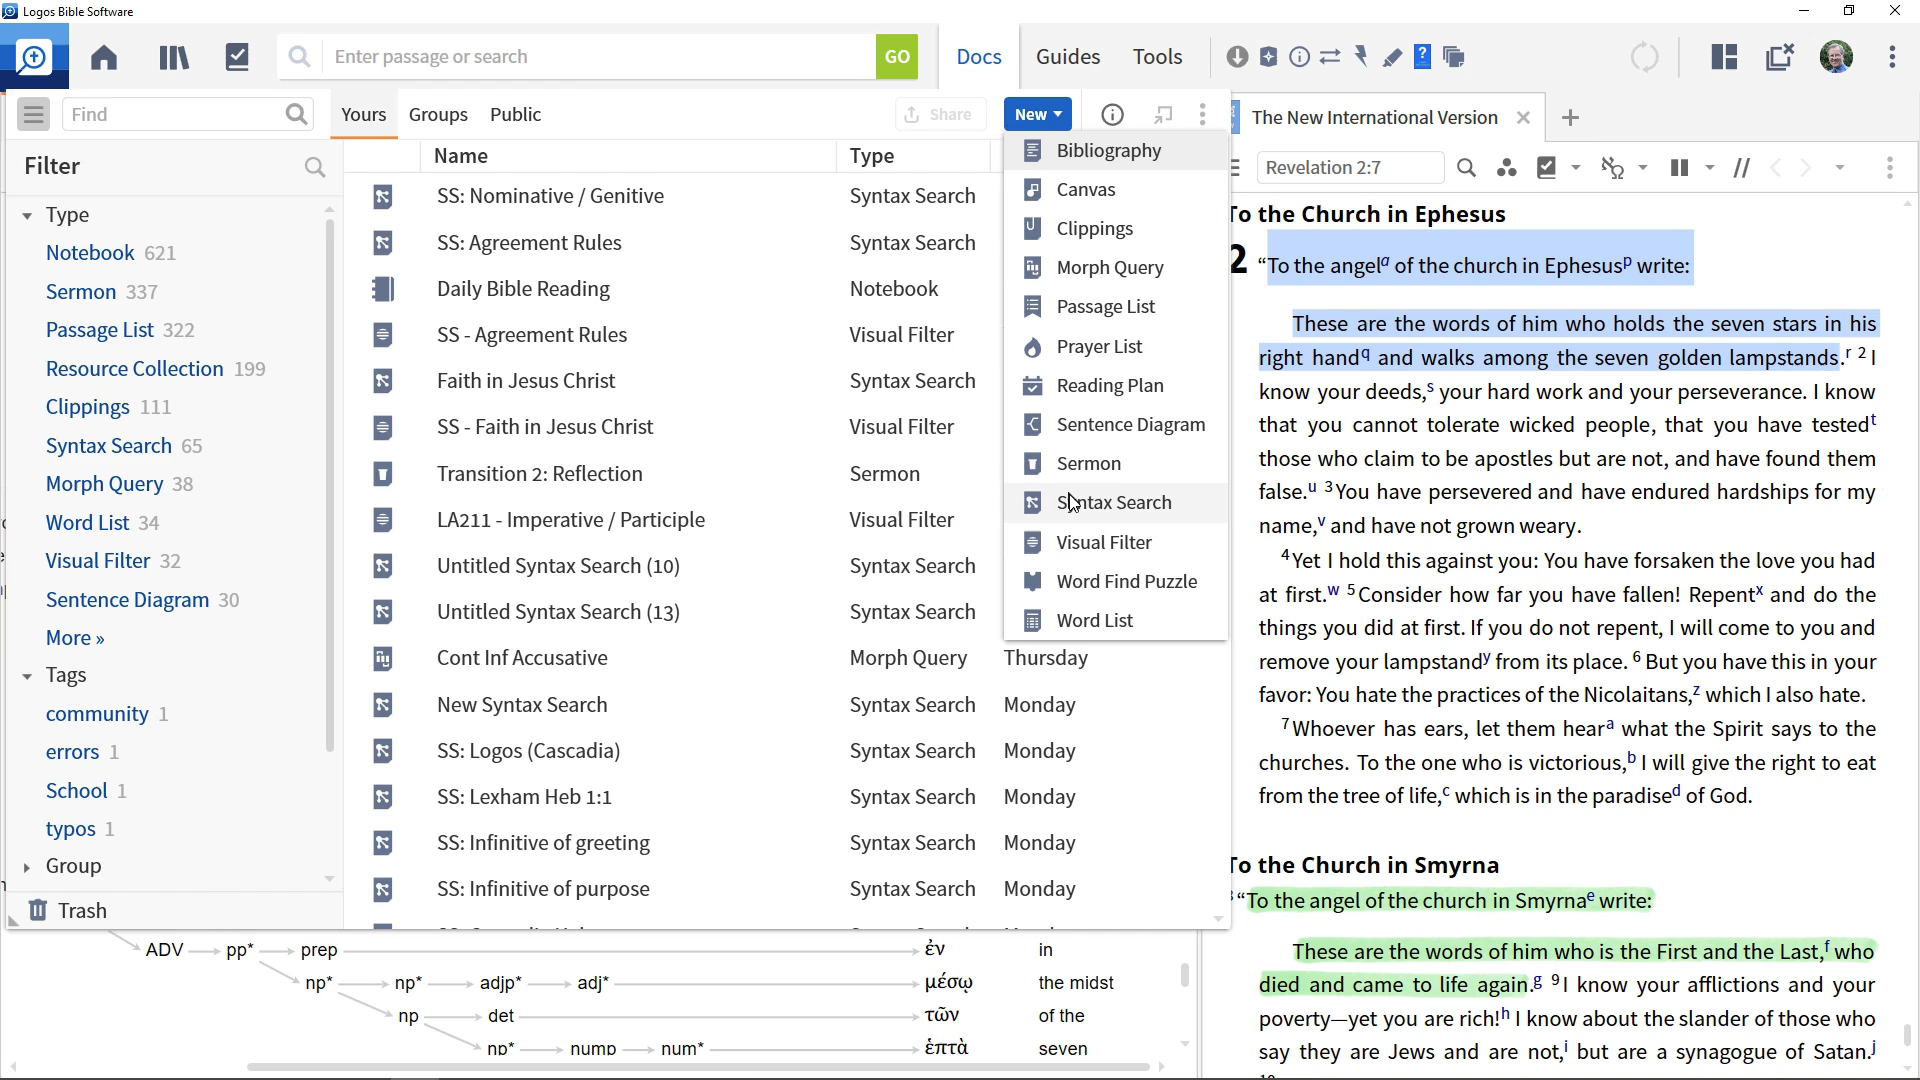 Logos Bible Software
Enter passage or search
GO
Docs
Guides
Tools
Find
Yours
Groups
Public
Share
New
The New International Version
Filter
Name
Type
Revelation 2:7
Type
Notebook 621
Sermon 337
Passage List 322
Resource Collection 199
Clippings 111
Syntax Search 65
Morph Query 38
Word List 34
Visual Filter 32
Sentence Diagram 30
More »
Tags
community 1
errors 1
School 1
typos 1
Group
Trash
SS: Nominative / Genitive Syntax Search
SS: Agreement Rules Syntax Search
Daily Bible Reading Notebook
SS - Agreement Rules Visual Filter
Faith in Jesus Christ Syntax Search
SS - Faith in Jesus Christ Visual Filter
Transition 2: Reflection Sermon
LA211 - Imperative / Participle Visual Filter
Untitled Syntax Search (10) Syntax Search
Untitled Syntax Search (13) Syntax Search
Cont Inf Accusative Morph Query Thursday
New Syntax Search Syntax Search Monday
SS: Logos (Cascadia) Syntax Search Monday
SS: Lexham Heb 1:1 Syntax Search Monday
SS: Infinitive of greeting Syntax Search Monday
SS: Infinitive of purpose Syntax Search Monday
Bibliography
Canvas
Clippings
Morph Query
Passage List
Prayer List
Reading Plan
Sentence Diagram
Sermon
Syntax Search
Visual Filter
Word Find Puzzle
Word List
To the Church in Ephesus
2 “To the angelᵃ of the church in Ephesusᵖ write:
These are the words of him who holds the seven stars in his
right hand^q and walks among the seven golden lampstands.ʳ ² I
know your deeds,ˢ your hard work and your perseverance. I know
that you cannot tolerate wicked people, that you have testedᵗ
those who claim to be apostles but are not, and have found them
false.ᵘ ³You have persevered and have endured hardships for my
name,ᵛ and have not grown weary.
⁴Yet I hold this against you: You have forsaken the love you had
at first.ʷ ⁵Consider how far you have fallen! Repentˣ and do the
things you did at first. If you do not repent, I will come to you and
remove your lampstandʸ from its place. ⁶But you have this in your
favor: You hate the practices of the Nicolaitans,ᶻ which I also hate.
⁷Whoever has ears, let them hearᵃ what the Spirit says to the
churches. To the one who is victorious,ᵇ I will give the right to eat
from the tree of life,ᶜ which is in the paradiseᵈ of God.
To the Church in Smyrna
“To the angel of the church in Smyrnaᵉ write:
These are the words of him who is the First and the Last,ᶠ who
died and came to life again.ᵍ ⁹I know your afflictions and your
poverty—yet you are rich!ʰ I know about the slander of those who
say they are Jews and are not,ⁱ but are a synagogue of Satan.ʲ
ADV pp* prep ἐν in
np* np* adjp* adj* μέσῳ the midst
np det τῶν of the
np* nump num* ἑπτὰ seven